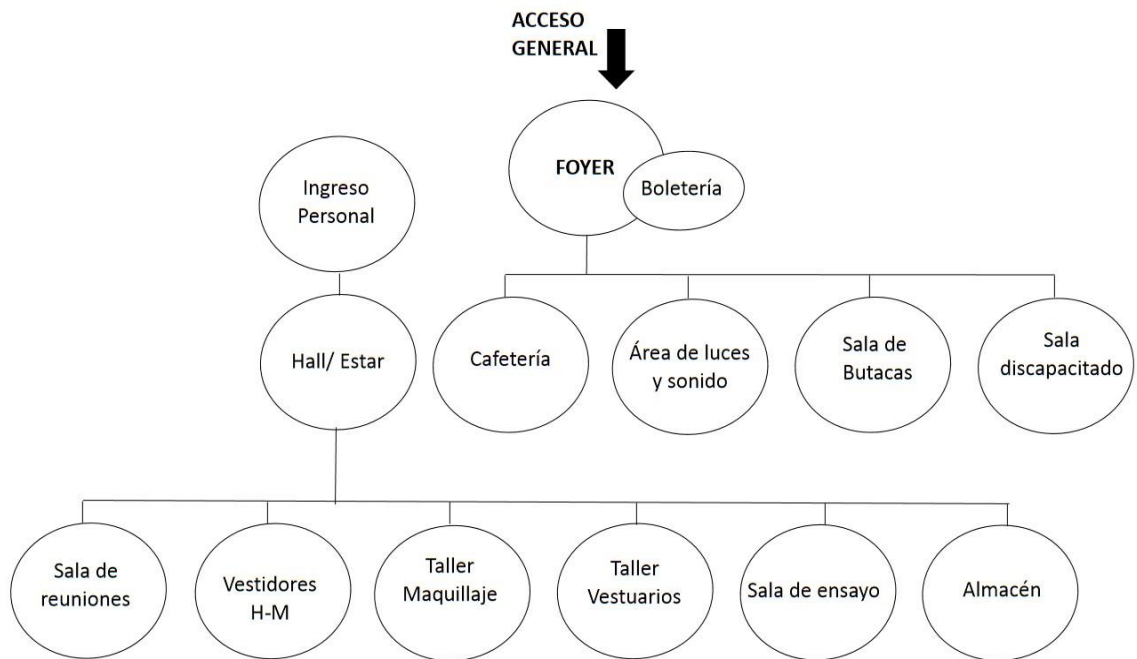 ACCESO
GENERAL
FOYER
Boletería
Ingreso
Personal
Hall/ Estar
Cafetería
Área de luces
y sonido
Sala de
Butacas
Sala
discapacitado
Sala de
reuniones
Vestidores
H-M
Taller
Maquillaje
Taller
Vestuarios
Sala de ensayo
Almacén